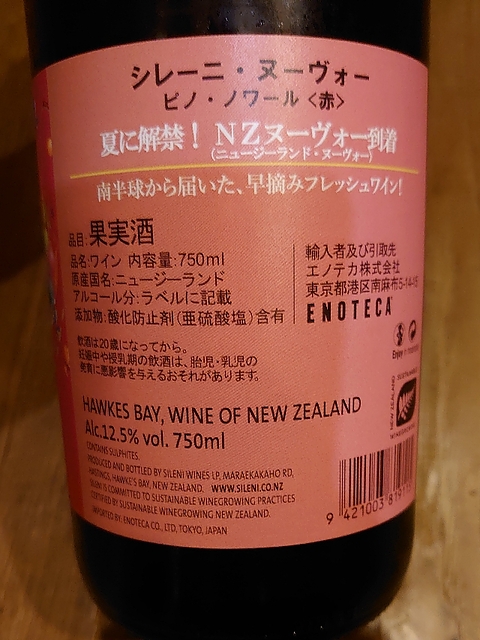 シレーニ・ヌーヴォー
ピノ・ノワール〈赤〉
夏に解禁! NZヌーヴォー到着
(ニュージーランド・ヌーヴォー)
南半球から届いた、早摘みフレッシュワイン!
品目:果実酒
品名:ワイン 内容量:750ml
原産国名:ニュージーランド
アルコール分:ラベルに記載
添加物:酸化防止剤(亜硫酸塩)含有
輸入者及び引取先
エノテカ株式会社
東京都港区南麻布5-14-15
ENOTECA
飲酒は20歳になってから。
妊娠中や授乳期の飲酒は、胎児・乳児の
発育に悪影響を与えるおそれがあります。
HAWKES BAY, WINE OF NEW ZEALAND
Alc.12.5% vol. 750ml
CONTAINS SULPHITES.
PRODUCED AND BOTTLED BY SILENI WINES LP, MARAEKAKAHO RD,
HASTINGS, HAWKE'S BAY, NEW ZEALAND. WWW.SILENI.CO.NZ
SILENI IS COMMITTED TO SUSTAINABLE WINEGROWING PRACTICES
CERTIFIED BY SUSTAINABLE WINEGROWING NEW ZEALAND.
IMPORTED BY: ENOTECA CO., LTD, TOKYO, JAPAN
Enjoy
NEW ZEALAND
SUSTAINABLE
WINEGROWING
9 421003 8191